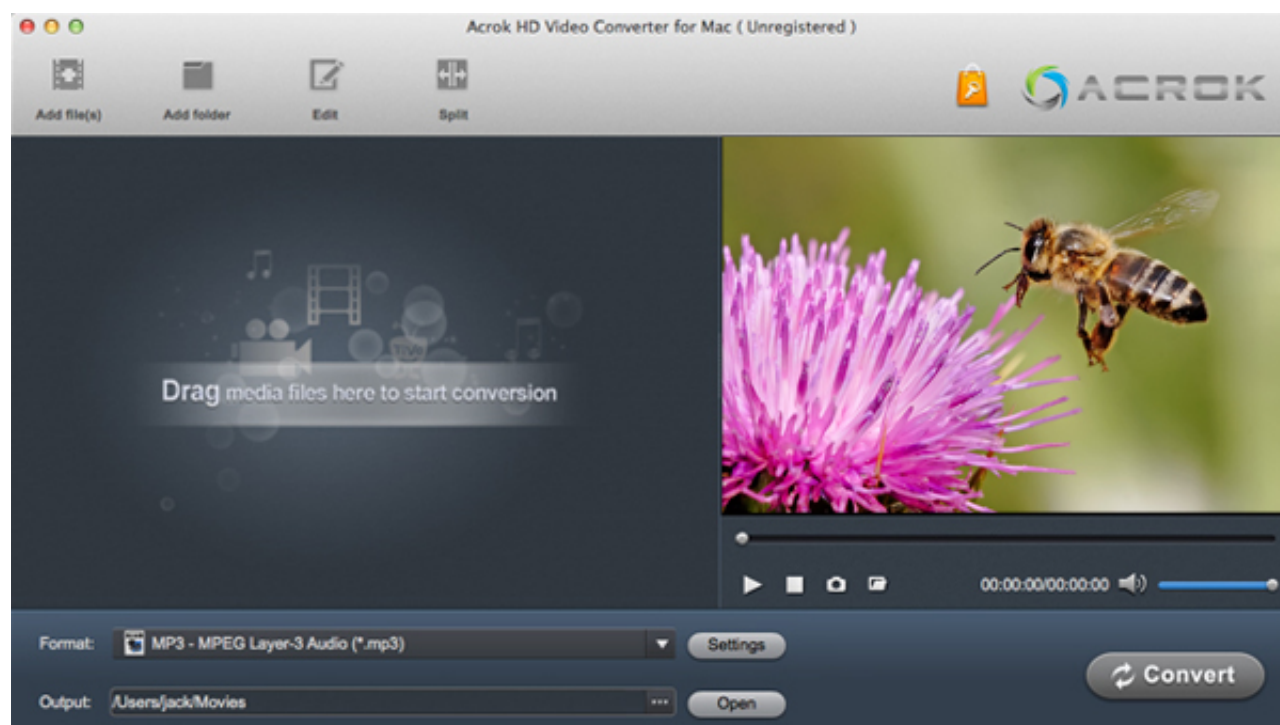 Acrok HD Video Converter for Mac ( Unregistered )
Add file(s)
Add folder
Edit
Split
ACROK
TiVo
Drag media files here to start conversion
00:00:00/00:00:00
Format:
MP3 - MPEG Layer-3 Audio (*.mp3)
Settings
Convert
Output:
/Users/jack/Movies
...
Open